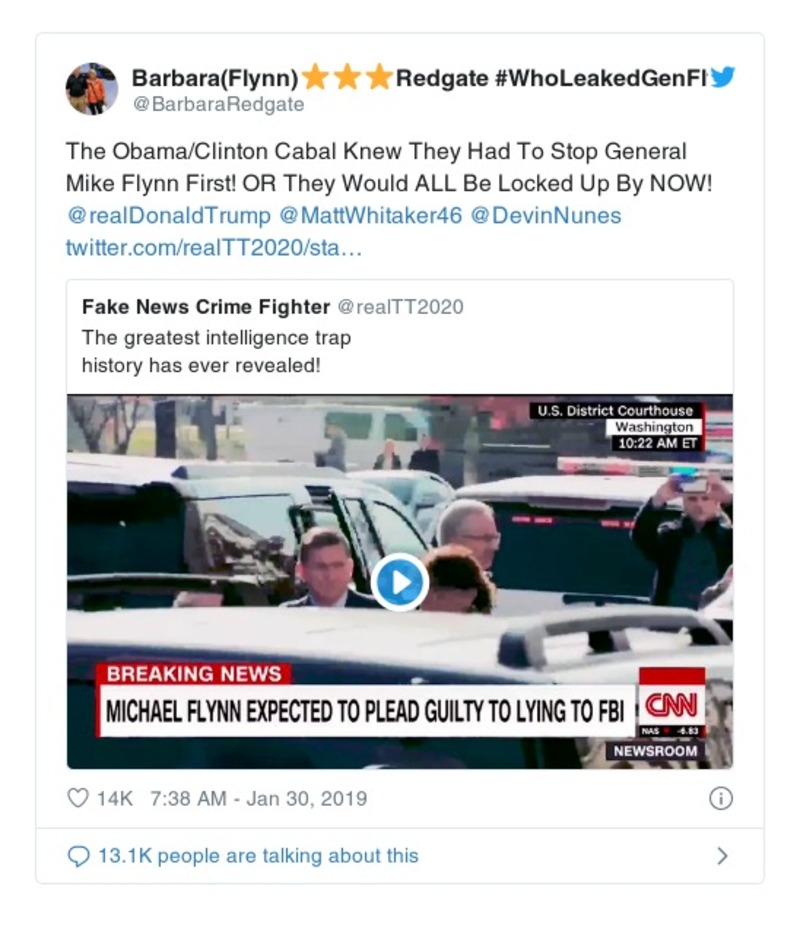 Barbara(Flynn)⭐⭐⭐Redgate #WhoLeakedGenFl
@BarbaraRedgate
The Obama/Clinton Cabal Knew They Had To Stop General
Mike Flynn First! OR They Would ALL Be Locked Up By NOW!
@realDonaldTrump @MattWhitaker46 @DevinNunes
twitter.com/realTT2020/sta…
Fake News Crime Fighter @realTT2020
The greatest intelligence trap
history has ever revealed!
U.S. District Courthouse
Washington
10:22 AM ET
BREAKING NEWS
MICHAEL FLYNN EXPECTED TO PLEAD GUILTY TO LYING TO FBI
CNN
NAS ▼ -6.83
NEWSROOM
14K 7:38 AM - Jan 30, 2019
13.1K people are talking about this